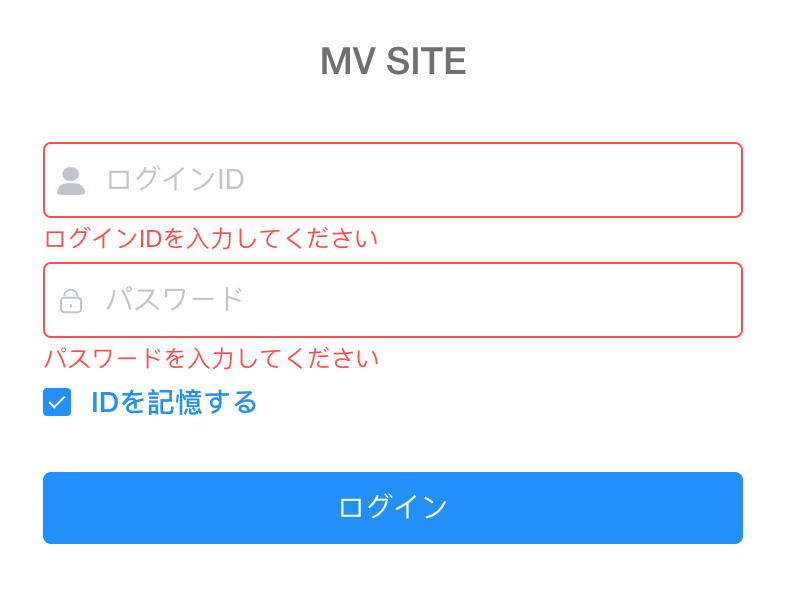 MV SITE
ログインID
ログインIDを入力してください
パスワード
パスワードを入力してください
IDを記憶する
ログイン